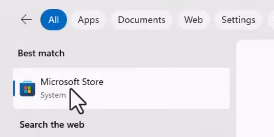 All
Apps
Documents
Web
Settings
Best match
Microsoft Store
System
Search the web